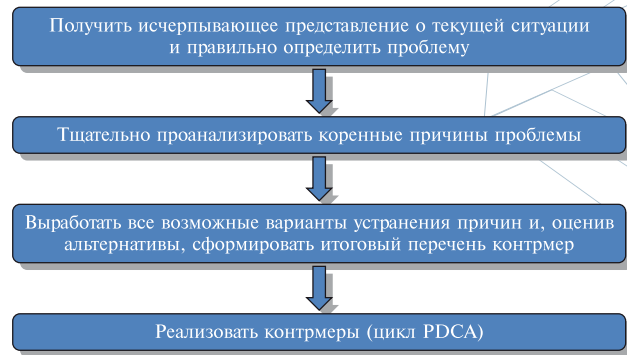 Получить исчерпывающее представление о текущей ситуации
и правильно определить проблему
Тщательно проанализировать коренные причины проблемы
Выработать все возможные варианты устранения причин и, оценив
альтернативы, сформировать итоговый перечень контрмер
Реализовать контрмеры (цикл PDCA)